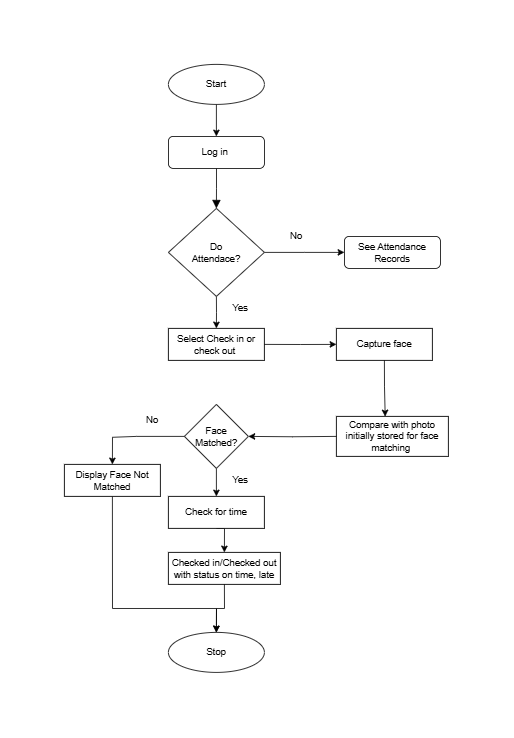 Start
Log in
Do
Attendace?
No
See Attendance
Records
Yes
Select Check in or
check out
Capture face
Compare with photo
initially stored for face
matching
Face
Matched?
No
Display Face Not
Matched
Yes
Check for time
Checked in/Checked out
with status on time, late
Stop